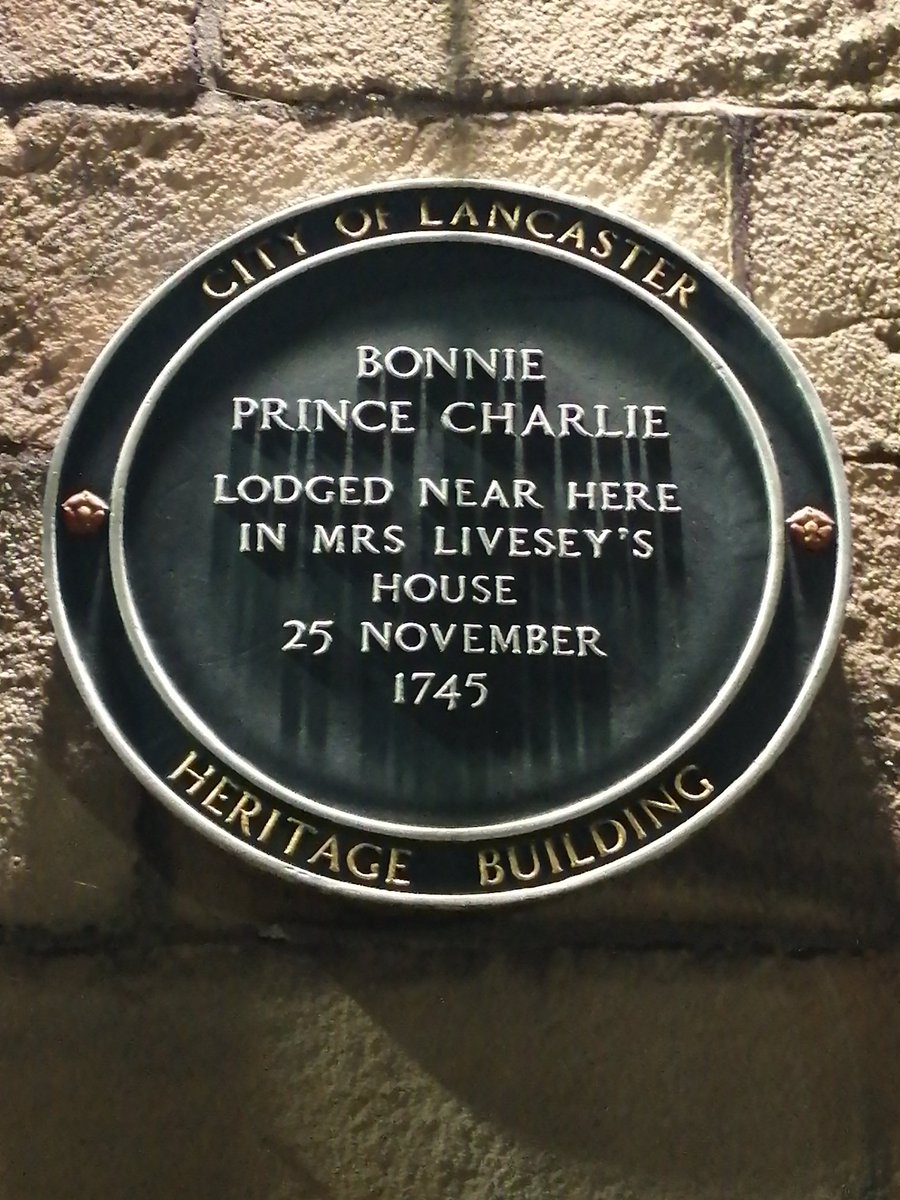 CITY OF LANCASTER
BONNIE
PRINCE CHARLIE
LODGED NEAR HERE
IN MRS LIVESEY'S
HOUSE
25 NOVEMBER
1745
HERITAGE BUILDING